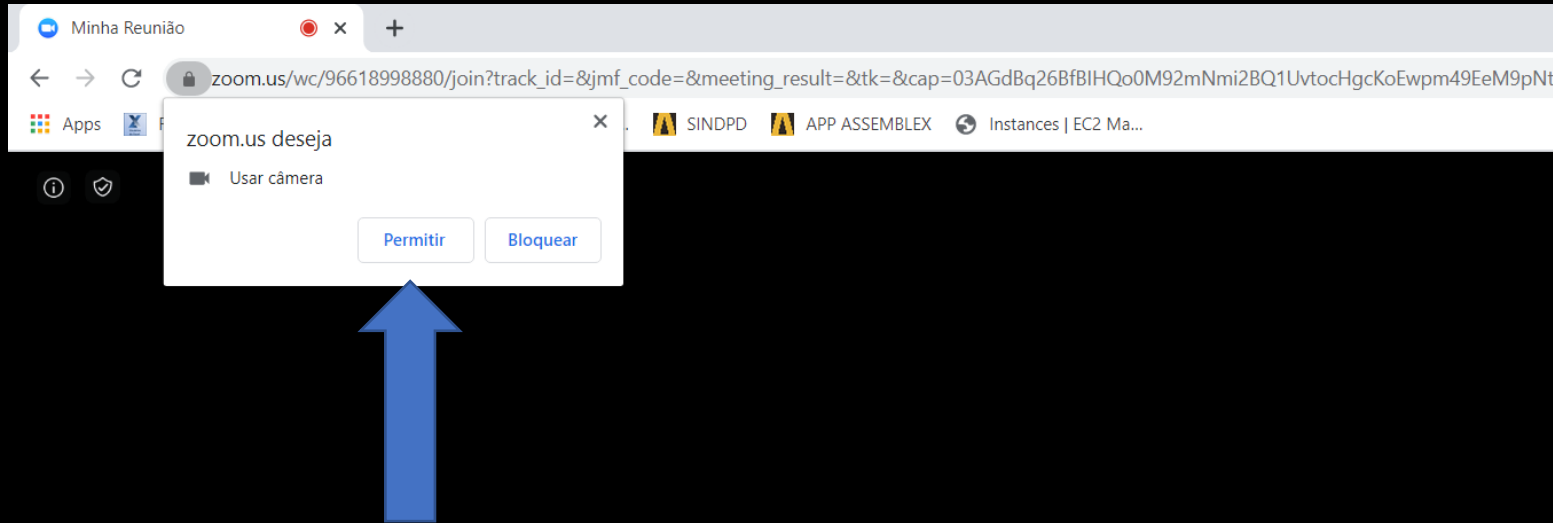 Minha Reunião
zoom.us/wc/96618998880/join?track_id=&jmf_code=&meeting_result=&tk=&cap=03AGdBq26BfBIHQo0M92mNmi2BQ1UvtocHgcKoEwpm49EeM9pNt
Apps
SINDPD
APP ASSEMBLEX
Instances | EC2 Ma...
zoom.us deseja
Usar câmera
Permitir
Bloquear